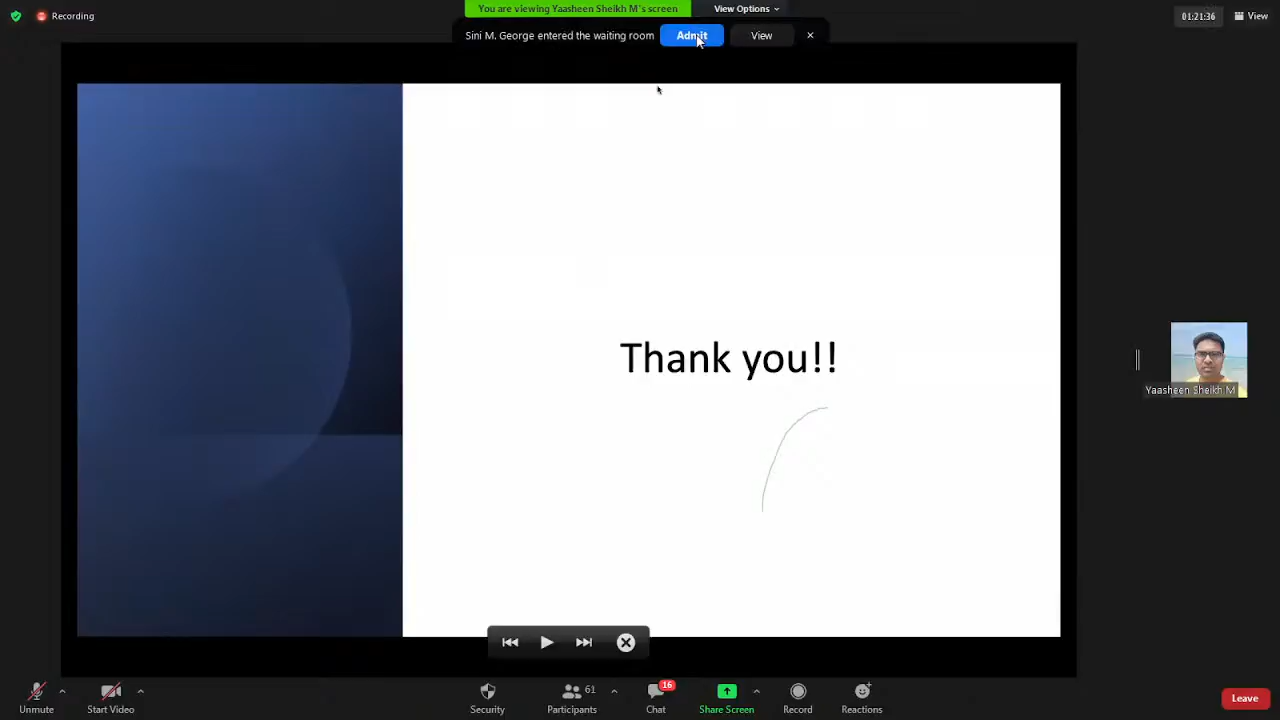 You are viewing Yaasheen Sheikh M's screen
View Options
Recording
01:21:36
View
Sini M. George entered the waiting room
Admit
View
Thank you!!
Yaasheen Sheikh M
Unmute
Start Video
Security
61
Participants
16
Chat
Share Screen
Record
Reactions
Leave